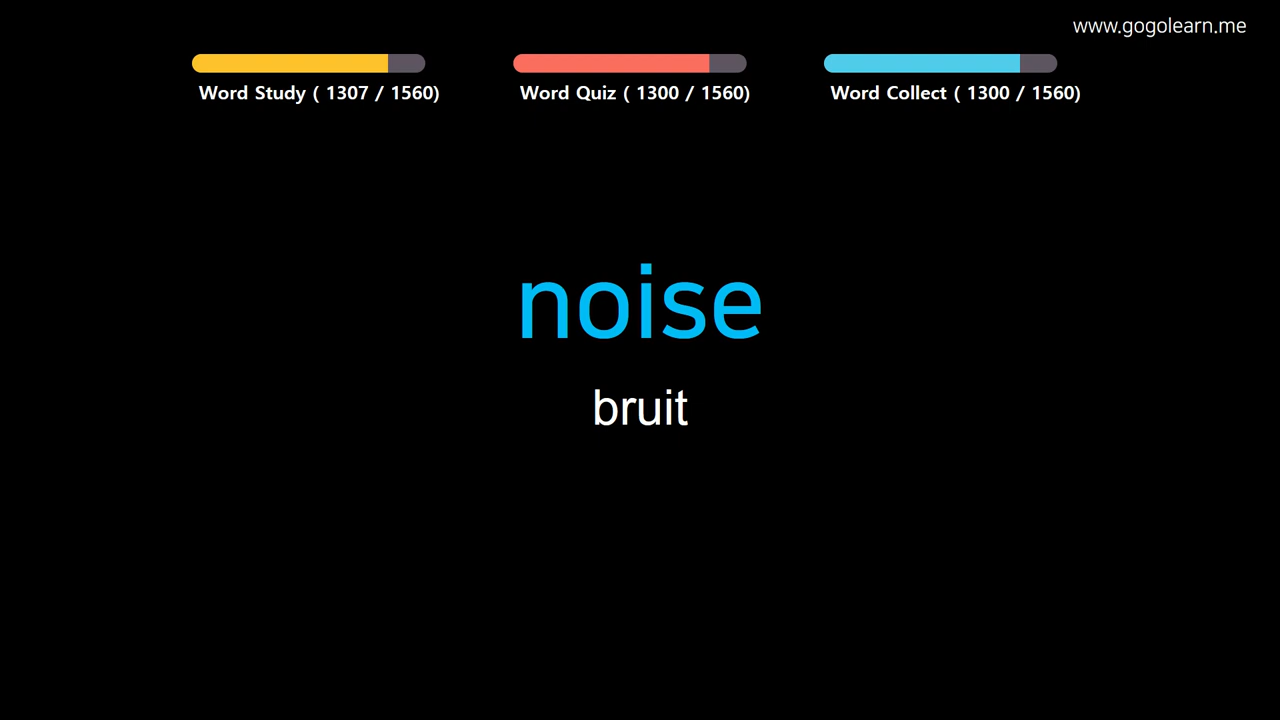 www.gogolearn.me
Word Study ( 1307 / 1560)
Word Quiz ( 1300 / 1560)
Word Collect ( 1300 / 1560)
noise
bruit